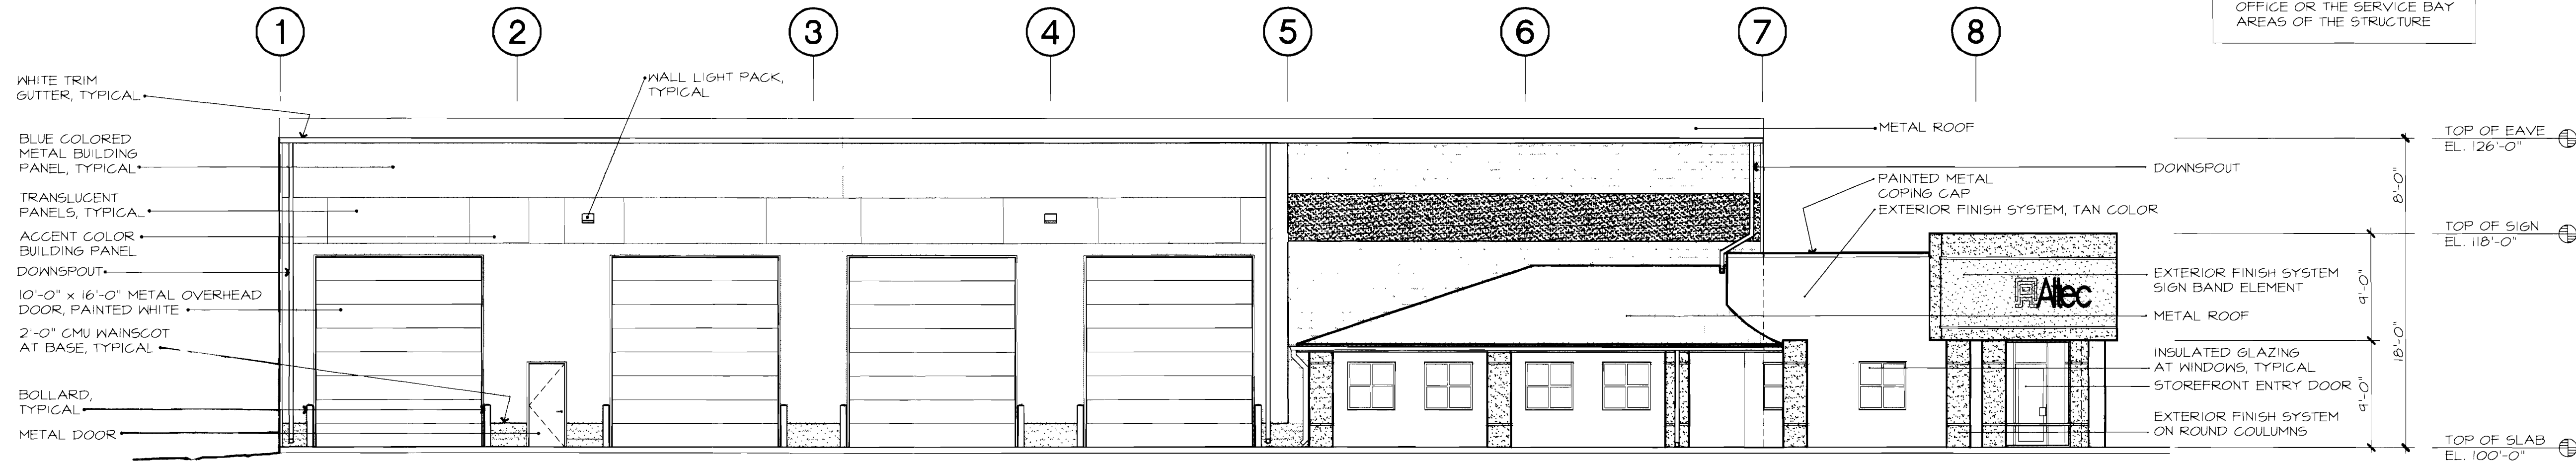 1
2
3
4
5
6
7
8
OFFICE OR THE SERVICE BAY
AREAS OF THE STRUCTURE
WHITE TRIM
GUTTER, TYPICAL
BLUE COLORED
METAL BUILDING
PANEL, TYPICAL
TRANSLUCENT
PANELS, TYPICAL
ACCENT COLOR
BUILDING PANEL
DOWNSPOUT
10'-0" x 16'-0" METAL OVERHEAD
DOOR, PAINTED WHITE
2'-0" CMU WAINSCOT
AT BASE, TYPICAL
BOLLARD,
TYPICAL
METAL DOOR
WALL LIGHT PACK,
TYPICAL
METAL ROOF
PAINTED METAL
COPING CAP
EXTERIOR FINISH SYSTEM, TAN COLOR
Altec
DOWNSPOUT
EXTERIOR FINISH SYSTEM
SIGN BAND ELEMENT
METAL ROOF
INSULATED GLAZING
AT WINDOWS, TYPICAL
STOREFRONT ENTRY DOOR
EXTERIOR FINISH SYSTEM
ON ROUND COULUMNS
9'-0"
9'-0"
8'-0"
18'-0"
TOP OF EAVE
EL. 126'-0"
TOP OF SIGN
EL. 118'-0"
TOP OF SLAB
EL. 100'-0"